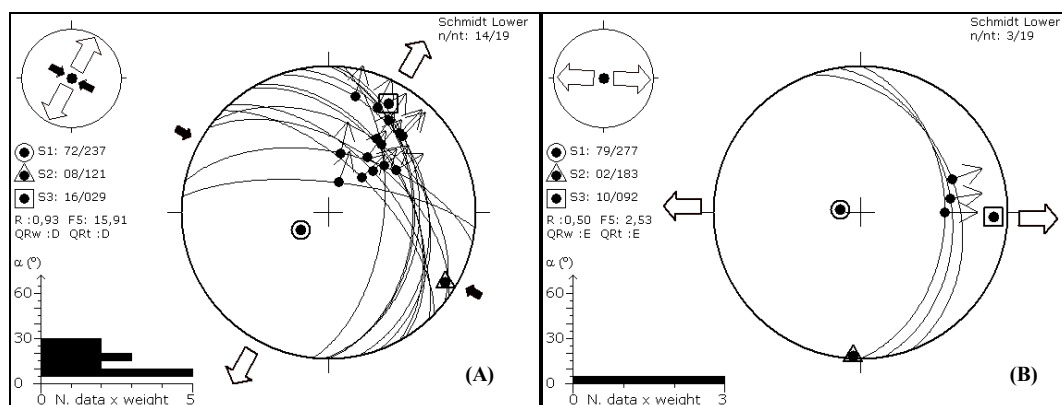 Schmidt Lower
n/nt: 14/19
S1: 72/237
S2: 08/121
S3: 16/029
R :0,93 F5: 15,91
QRw :D QRt :D
α (º)
60
30
0
0 N. data x weight 5
(A)
Schmidt Lower
n/nt: 3/19
S1: 79/277
S2: 02/183
S3: 10/092
R :0,50 F5: 2,53
QRw :E QRt :E
α (º)
60
30
0
0 N. data x weight 3
(B)